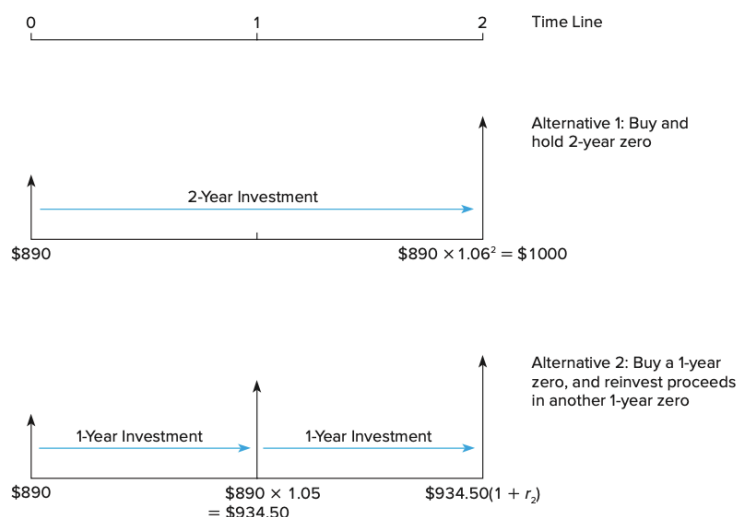 0 1 2 Time Line
Alternative 1: Buy and
hold 2-year zero
2-Year Investment
$890 $890 × 1.06² = $1000
Alternative 2: Buy a 1-year
zero, and reinvest proceeds
in another 1-year zero
1-Year Investment 1-Year Investment
$890 $890 × 1.05 $934.50(1 + r₂)
= $934.50